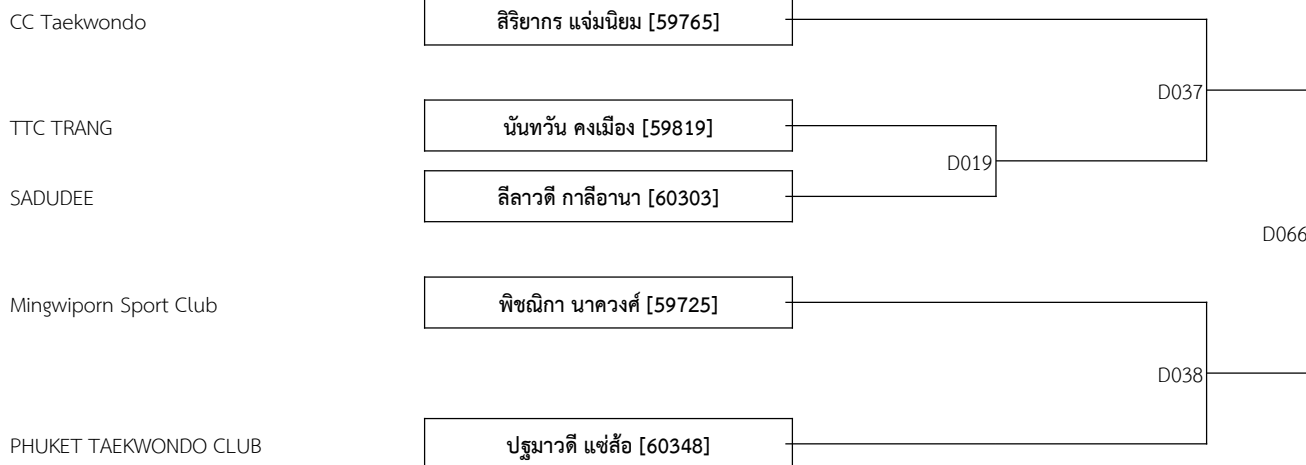 CC Taekwondo
สิริยากร แจ่มนิยม [59765]
D037
TTC TRANG
นันทวัน คงเมือง [59819]
D019
SADUDEE
ลีลาวดี กาลีอานา [60303]
D066
Mingwiporn Sport Club
พิชณิกา นาควงศ์ [59725]
D038
PHUKET TAEKWONDO CLUB
ปฐมาวดี แซ่ส้อ [60348]